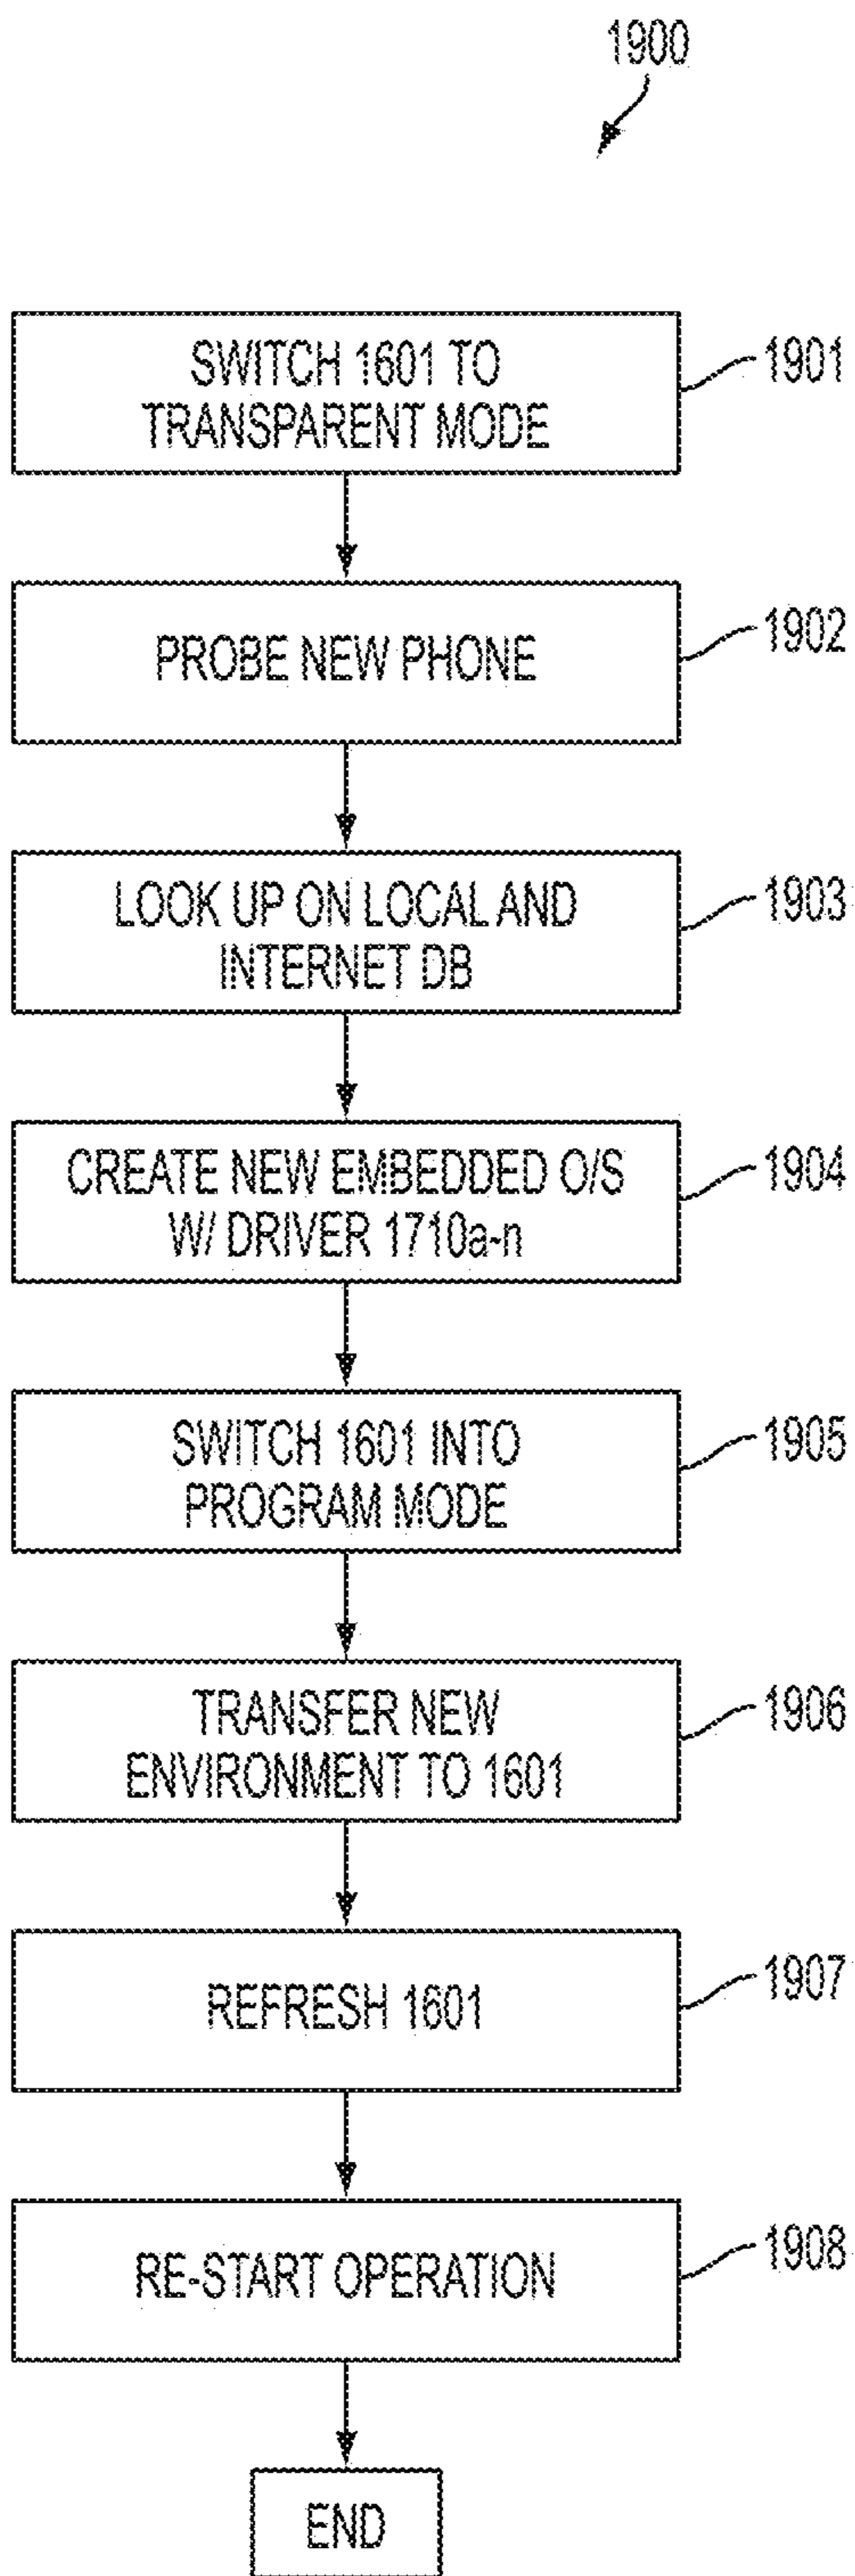 1900
SWITCH 1601 TO
TRANSPARENT MODE
1901
PROBE NEW PHONE
1902
LOOK UP ON LOCAL AND
INTERNET DB
1903
CREATE NEW EMBEDDED O/S
W/ DRIVER 1710a-n
1904
SWITCH 1601 INTO
PROGRAM MODE
1905
TRANSFER NEW
ENVIRONMENT TO 1601
1906
REFRESH 1601
1907
RE-START OPERATION
1908
END